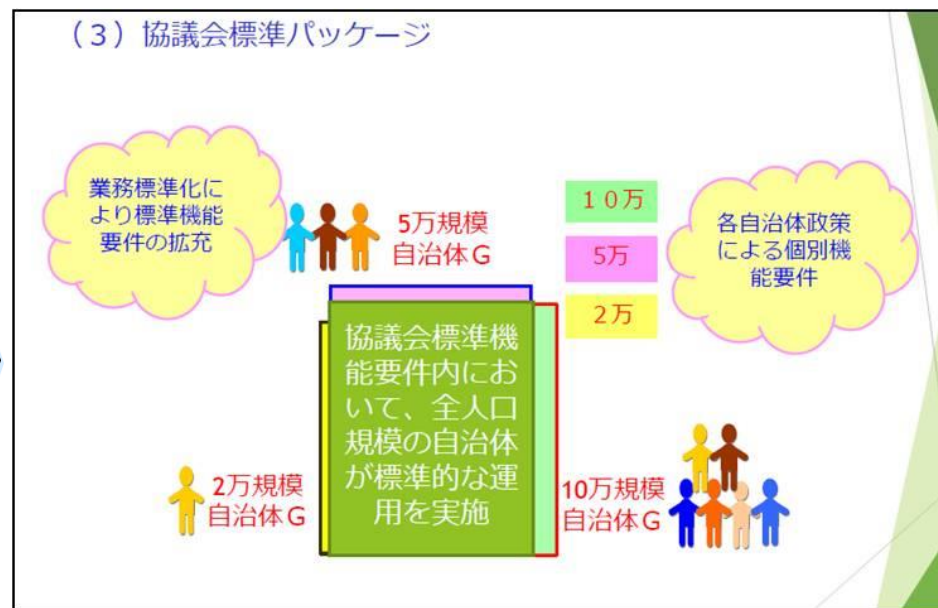 （３）協議会標準パッケージ
業務標準化に
より標準機能
要件の拡充
5万規模
自治体Ｇ
１０万
5万
２万
各自治体政策
による個別機
能要件
協議会標準機
能要件内にお
いて、全人口
規模の自治体
が標準的な運
用を実施
2万規模
自治体Ｇ
10万規模
自治体Ｇ